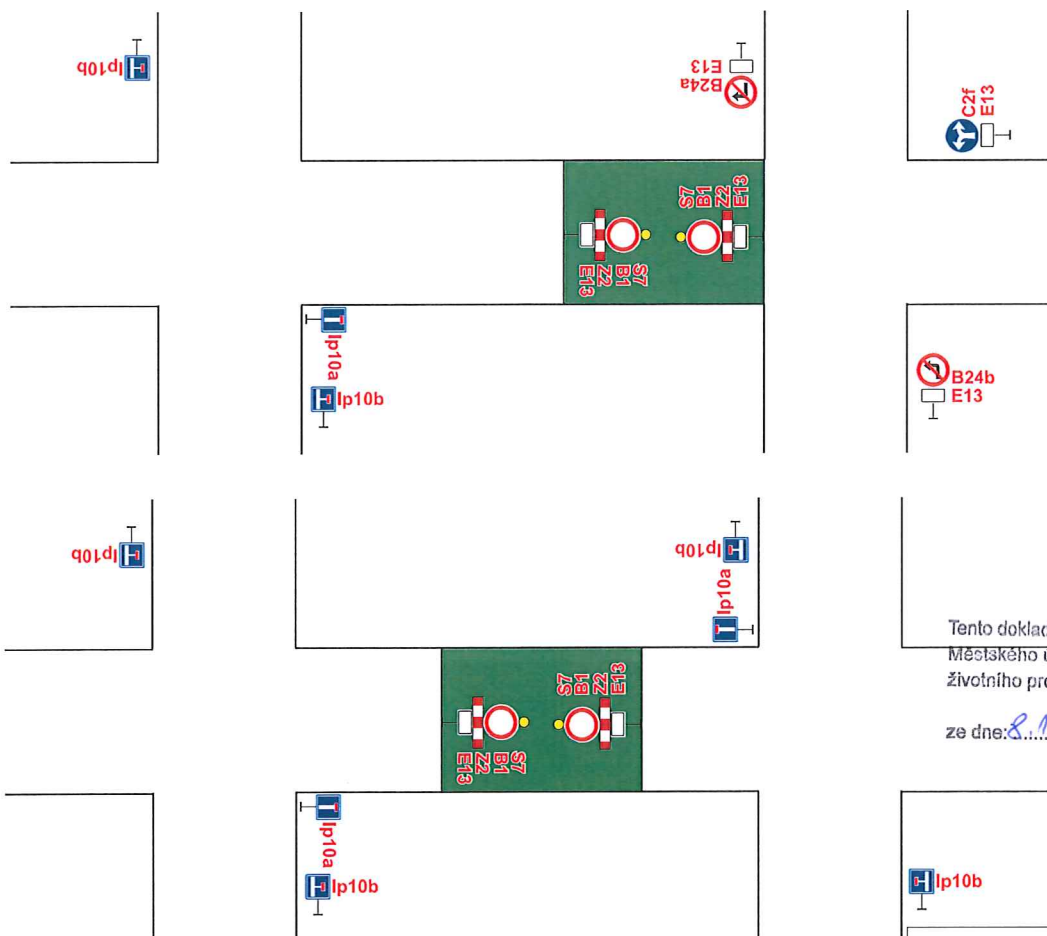 Ip10b
E13
B24a
C2f
E13
S7
B1
Z2
E13
E13
Z2
B1
S7
Ip10a
Ip10b
B24b
E13
Ip10b
Ip10b
Ip10a
S7
B1
Z2
E13
E13
Z2
B1
S7
Tento doklad
Městského
životního pro
ze dne: 8.
Ip10a
Ip10b
Ip10b